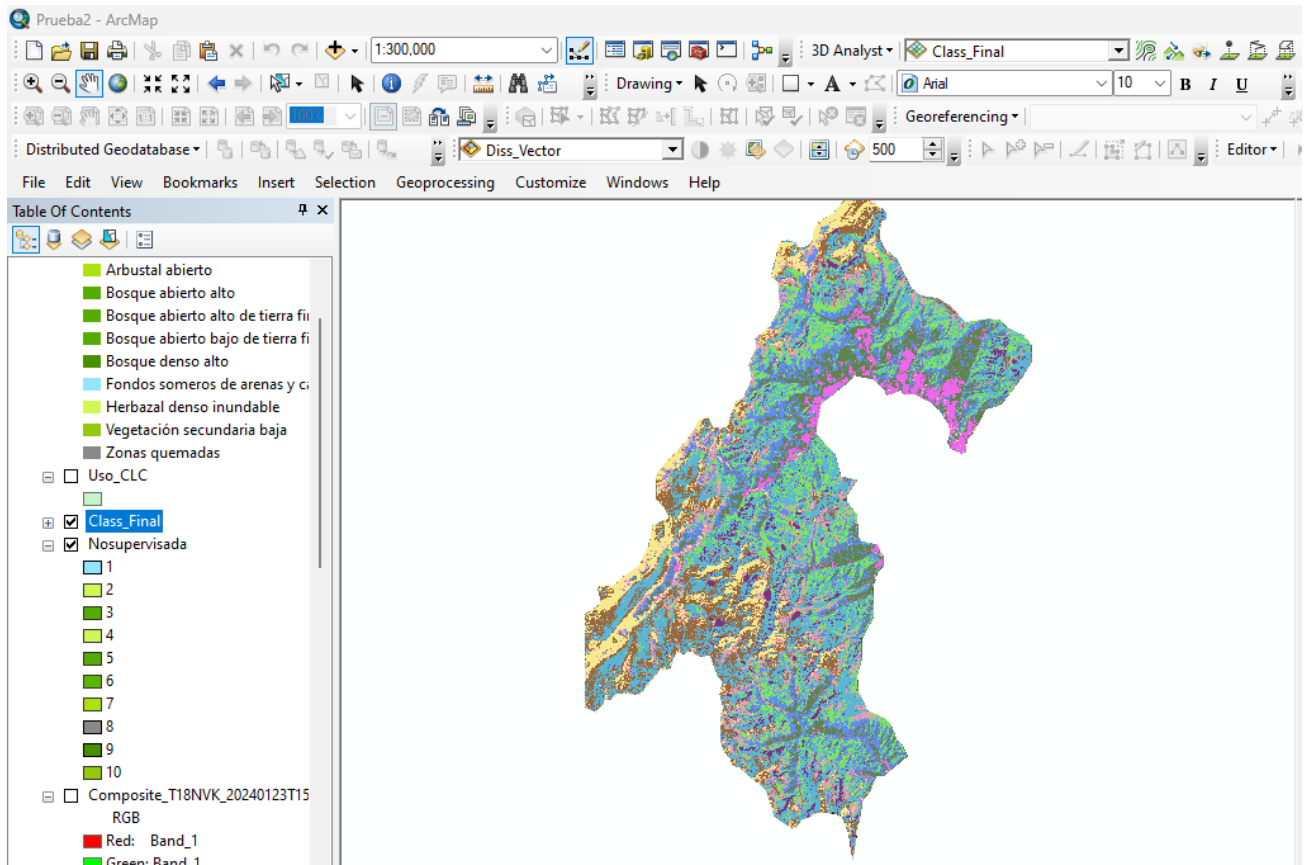 Prueba2 - ArcMap
1:300,000 3D Analyst Class_Final
Drawing A Arial 10 B I U
100% Georeferencing
Distributed Geodatabase Diss_Vector 500 Editor
File Edit View Bookmarks Insert Selection Geoprocessing Customize Windows Help
Table Of Contents
Arbustal abierto
Bosque abierto alto
Bosque abierto alto de tierra fi
Bosque abierto bajo de tierra fi
Bosque denso alto
Fondos someros de arenas y c
Herbazal denso inundable
Vegetación secundaria baja
Zonas quemadas
Uso_CLC
Class_Final
Nosupervisada
1
2
3
4
5
6
7
8
9
10
Composite_T18NVK_20240123T15
RGB
Red: Band_1
Green: Band_1